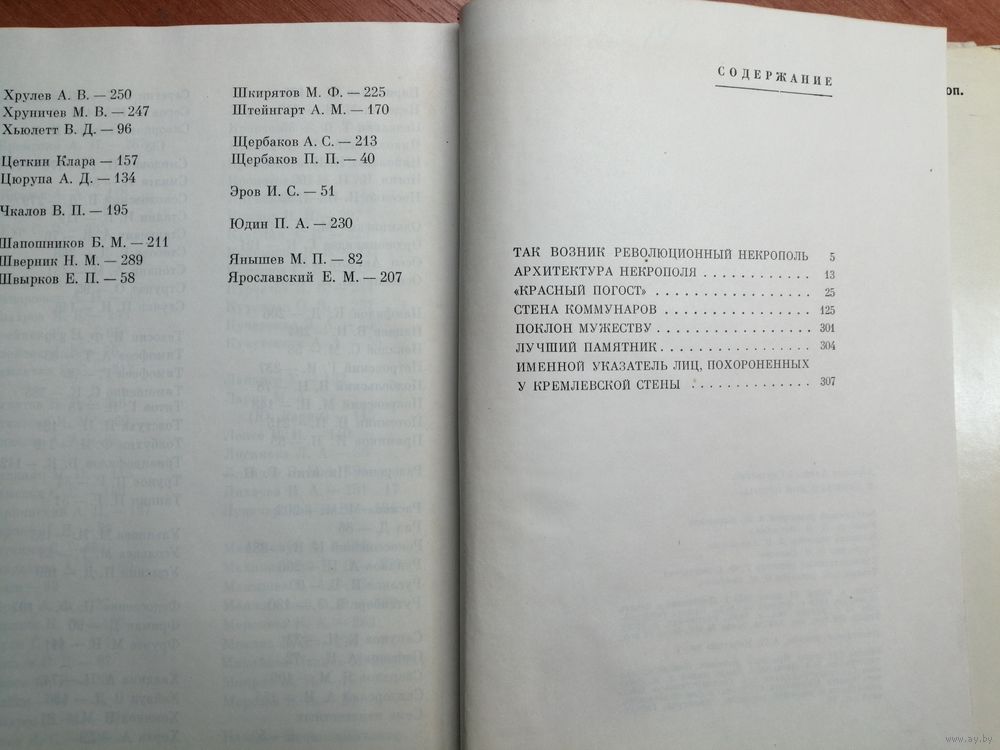 Хрулев А. В. — 250
Хруничев М. В. — 247
Хьюлетт В. Д. — 96
Цеткин Клара — 157
Цюрупа А. Д. — 134
Чкалов В. П. — 195
Шапошников Б. М. — 211
Шверник Н. М. — 289
Швырков Е. П. — 58
Шкирятов М. Ф. — 225
Штейнгарт А. М. — 170
Щербаков А. С. — 213
Щербаков П. П. — 40
Эров И. С. — 51
Юдин П. А. — 230
Янышев М. П. — 82
Ярославский Е. М. — 207
СОДЕРЖАНИЕ
ТАК ВОЗНИК РЕВОЛЮЦИОННЫЙ НЕКРОПОЛЬ 5
АРХИТЕКТУРА НЕКРОПОЛЯ . . . . . . . . . . . 13
«КРАСНЫЙ ПОГОСТ» . . . . . . . . . . . . . . . . 25
СТЕНА КОММУНАРОВ . . . . . . . . . . . . . . . 125
ПОКЛОН МУЖЕСТВУ . . . . . . . . . . . . . . . . 301
ЛУЧШИЙ ПАМЯТНИК . . . . . . . . . . . . . . . 304
ИМЕННОЙ УКАЗАТЕЛЬ ЛИЦ, ПОХОРОНЕННЫХ
У КРЕМЛЕВСКОЙ СТЕНЫ . . . . . . . . . . . . 307
оп.
www.ay.by